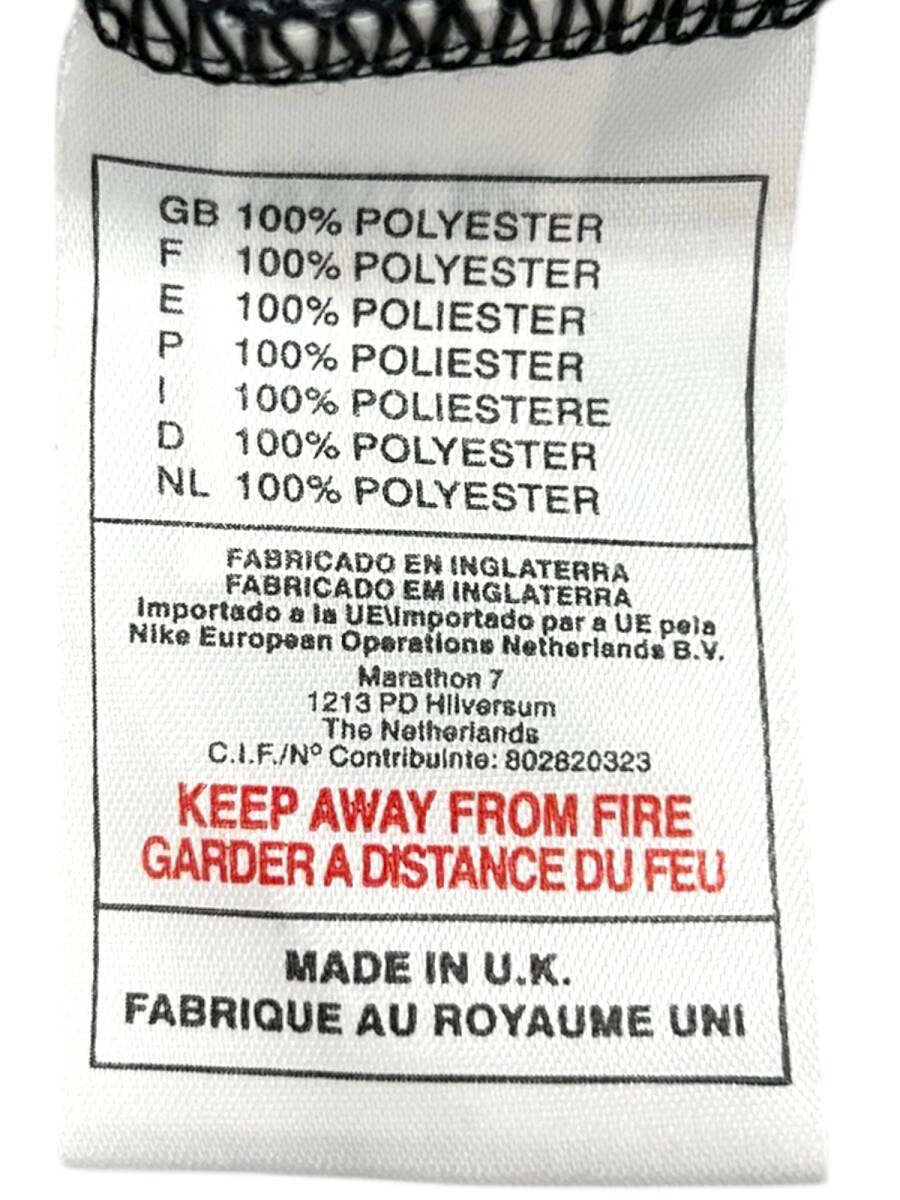 GB 100% POLYESTER
F 100% POLYESTER
E 100% POLIESTER
P 100% POLIESTER
I 100% POLIESTERE
D 100% POLYESTER
NL 100% POLYESTER
FABRICADO EN INGLATERRA
FABRICADO EM INGLATERRA
Importado a la UE\Importado par a UE pela
Nike European Operations Netherlands B.V.
Marathon 7
1213 PD Hilversum
The Netherlands
C.I.F./Nº Contribuinte: 802820323
KEEP AWAY FROM FIRE
GARDER A DISTANCE DU FEU
MADE IN U.K.
FABRIQUE AU ROYAUME UNI